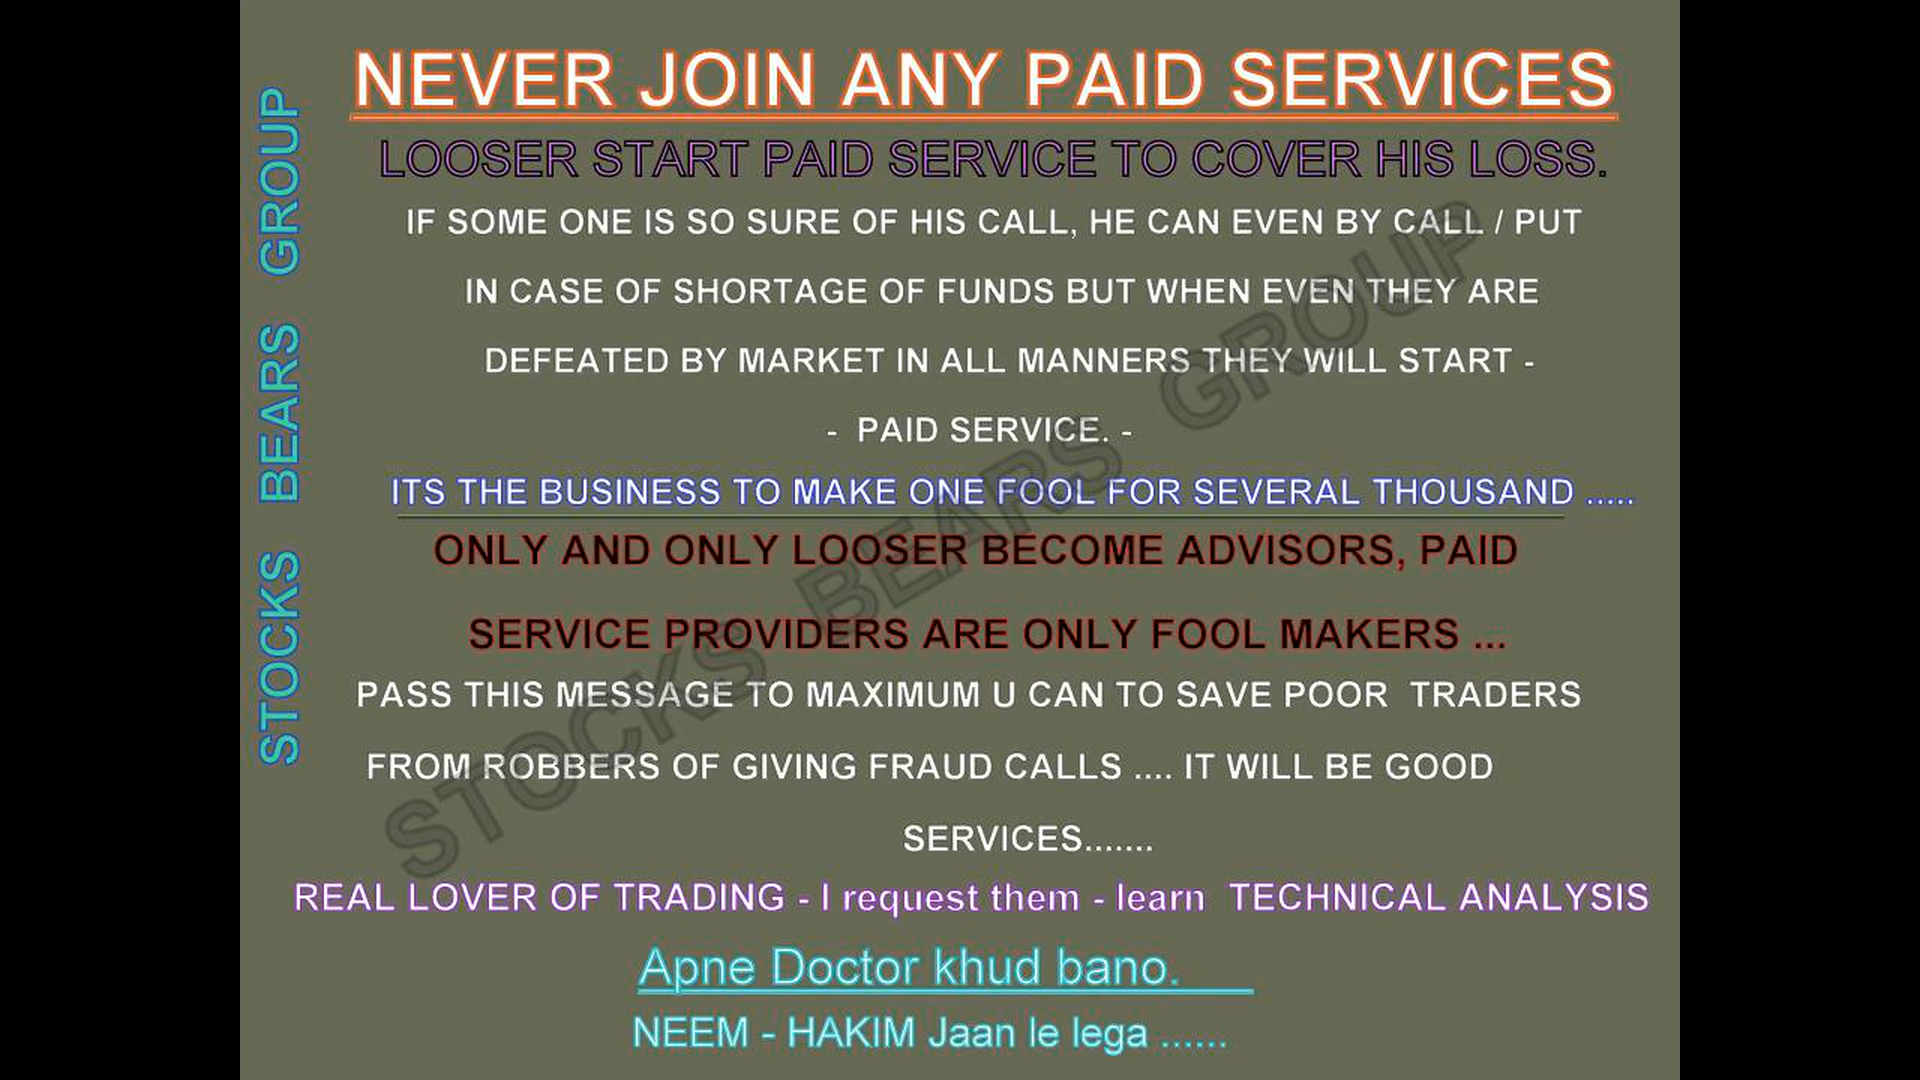 NEVER JOIN ANY PAID SERVICES
LOOSER START PAID SERVICE TO COVER HIS LOSS.
IF SOME ONE IS SO SURE OF HIS CALL, HE CAN EVEN BY CALL / PUT
IN CASE OF SHORTAGE OF FUNDS BUT WHEN EVEN THEY ARE
DEFEATED BY MARKET IN ALL MANNERS THEY WILL START -
- PAID SERVICE. -
ITS THE BUSINESS TO MAKE ONE FOOL FOR SEVERAL THOUSAND .....
ONLY AND ONLY LOOSER BECOME ADVISORS, PAID
SERVICE PROVIDERS ARE ONLY FOOL MAKERS ...
PASS THIS MESSAGE TO MAXIMUM U CAN TO SAVE POOR TRADERS
FROM ROBBERS OF GIVING FRAUD CALLS .... IT WILL BE GOOD
SERVICES.......
REAL LOVER OF TRADING - I request them - learn TECHNICAL ANALYSIS
Apne Doctor khud bano.
NEEM - HAKIM Jaan le lega ......
STOCKS BEARS GROUP
STOCKS BEARS GROUP